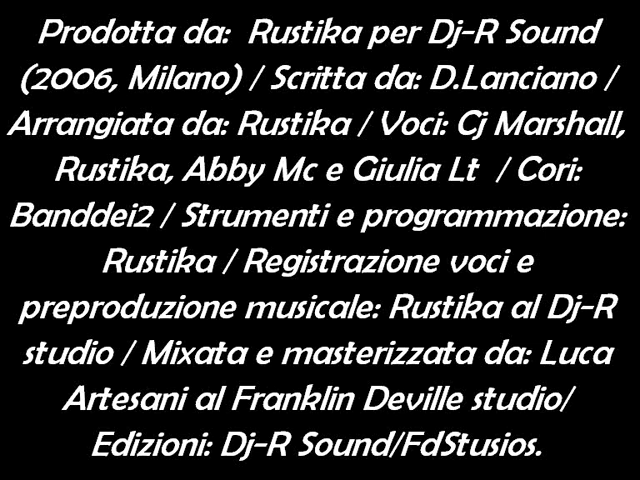 Prodotta da: Rustika per Dj-R Sound
(2006, Milano) / Scritta da: D.Lanciano /
Arrangiata da: Rustika / Voci: Cj Marshall,
Rustika, Abby Mc e Giulia Lt / Cori:
Banddei2 / Strumenti e programmazione:
Rustika / Registrazione voci e
preproduzione musicale: Rustika al Dj-R
studio / Mixata e masterizzata da: Luca
Artesani al Franklin Deville studio/
Edizioni: Dj-R Sound/FdStusios.